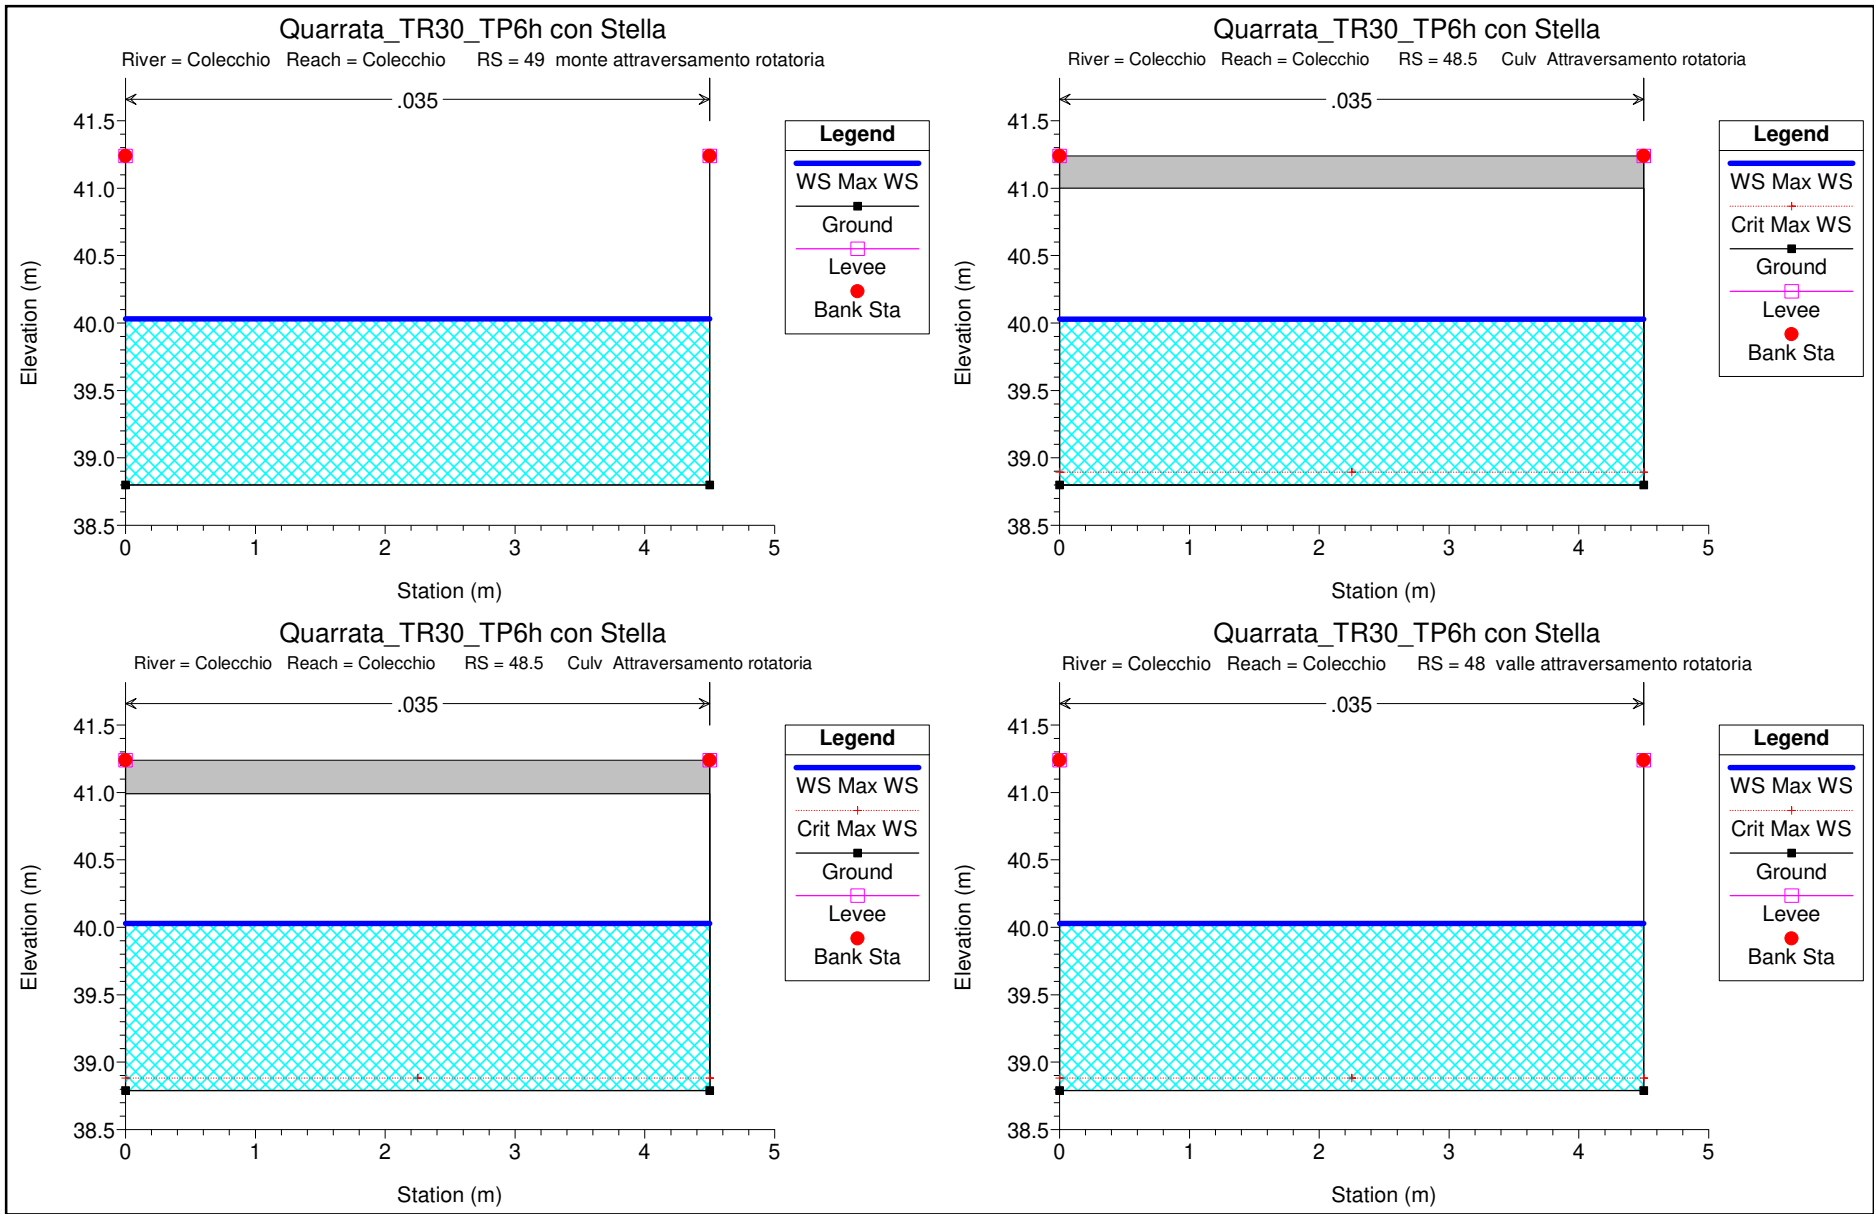 Quarrata_TR30_TP6h con Stella
River = Colecchio Reach = Colecchio RS = 49 monte attraversamento rotatoria
.035
41.5
41.0
40.5
40.0
39.5
39.0
38.5
0 1 2 3 4 5
Elevation (m)
Station (m)
Legend
WS Max WS
Ground
Levee
Bank Sta
Quarrata_TR30_TP6h con Stella
River = Colecchio Reach = Colecchio RS = 48.5 Culv Attraversamento rotatoria
.035
41.5
41.0
40.5
40.0
39.5
39.0
38.5
0 1 2 3 4 5
Elevation (m)
Station (m)
Legend
WS Max WS
Crit Max WS
Ground
Levee
Bank Sta
Quarrata_TR30_TP6h con Stella
River = Colecchio Reach = Colecchio RS = 48.5 Culv Attraversamento rotatoria
.035
41.5
41.0
40.5
40.0
39.5
39.0
38.5
0 1 2 3 4 5
Elevation (m)
Station (m)
Legend
WS Max WS
Crit Max WS
Ground
Levee
Bank Sta
Quarrata_TR30_TP6h con Stella
River = Colecchio Reach = Colecchio RS = 48 valle attraversamento rotatoria
.035
41.5
41.0
40.5
40.0
39.5
39.0
38.5
0 1 2 3 4 5
Elevation (m)
Station (m)
Legend
WS Max WS
Crit Max WS
Ground
Levee
Bank Sta